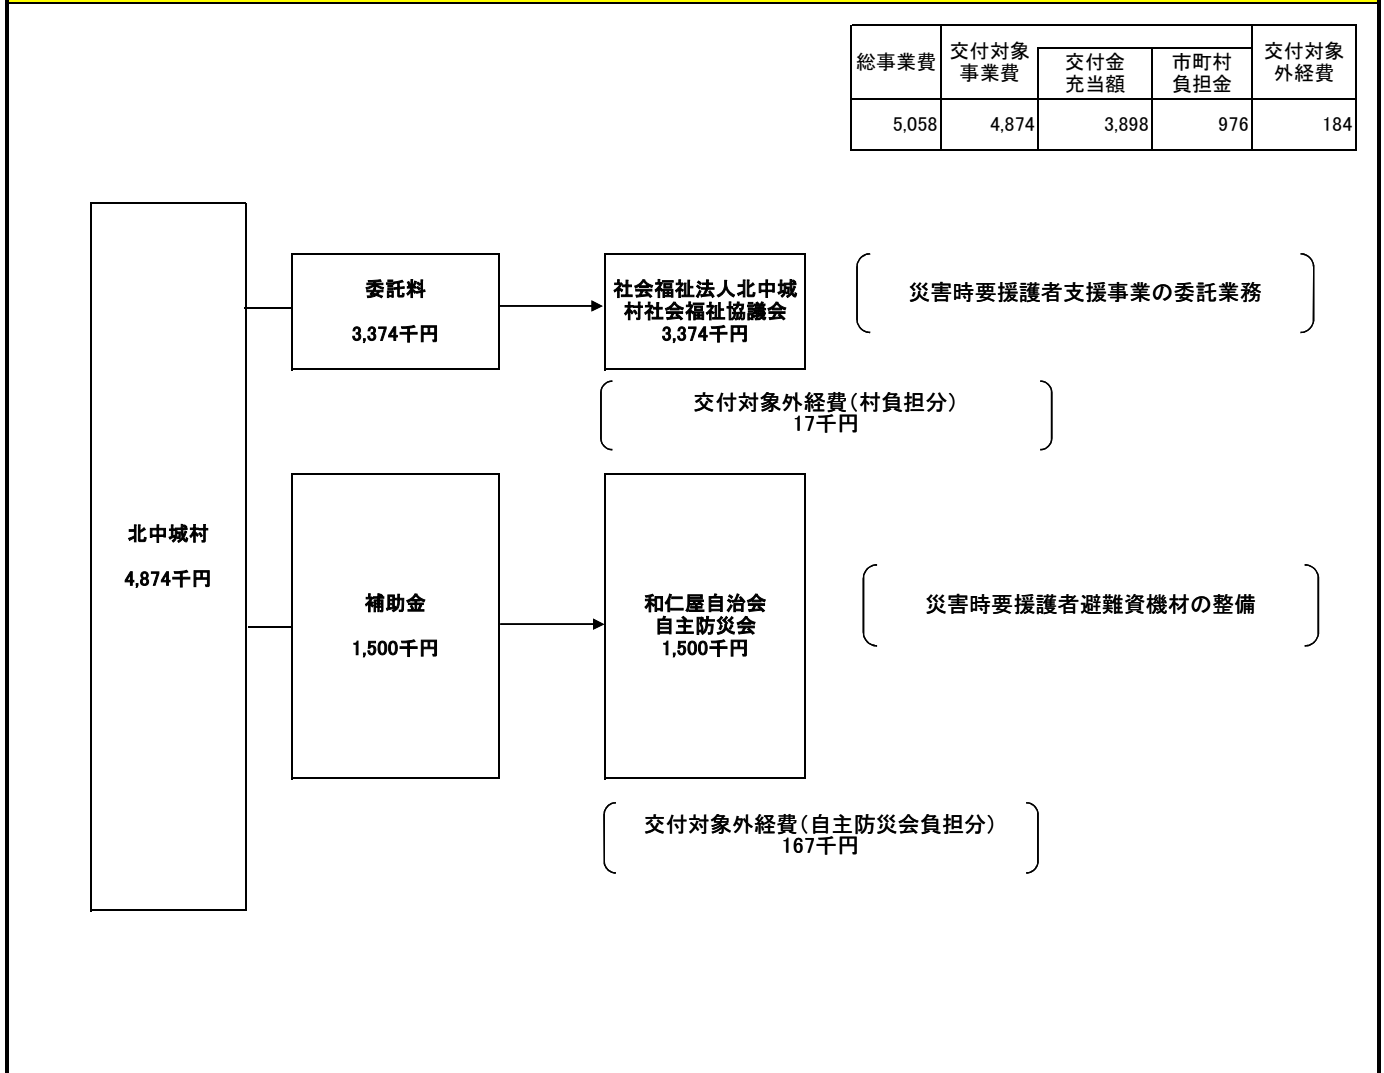 総事業費
交付対象
事業費
交付金
充当額
市町村
負担金
交付対象
外経費
5,058
4,874
3,898
976
184
北中城村
4,874千円
委託料
3,374千円
社会福祉法人北中城
村社会福祉協議会
3,374千円
災害時要援護者支援事業の委託業務
交付対象外経費（村負担分）
17千円
補助金
1,500千円
和仁屋自治会
自主防災会
1,500千円
災害時要援護者避難資機材の整備
交付対象外経費（自主防災会負担分）
167千円